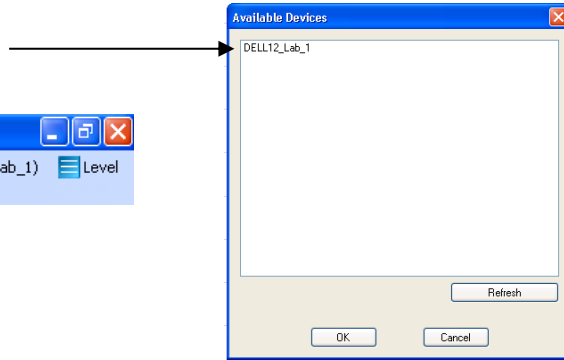 Available Devices
DELL12_Lab_1
ab_1) Level
Refresh
OK Cancel